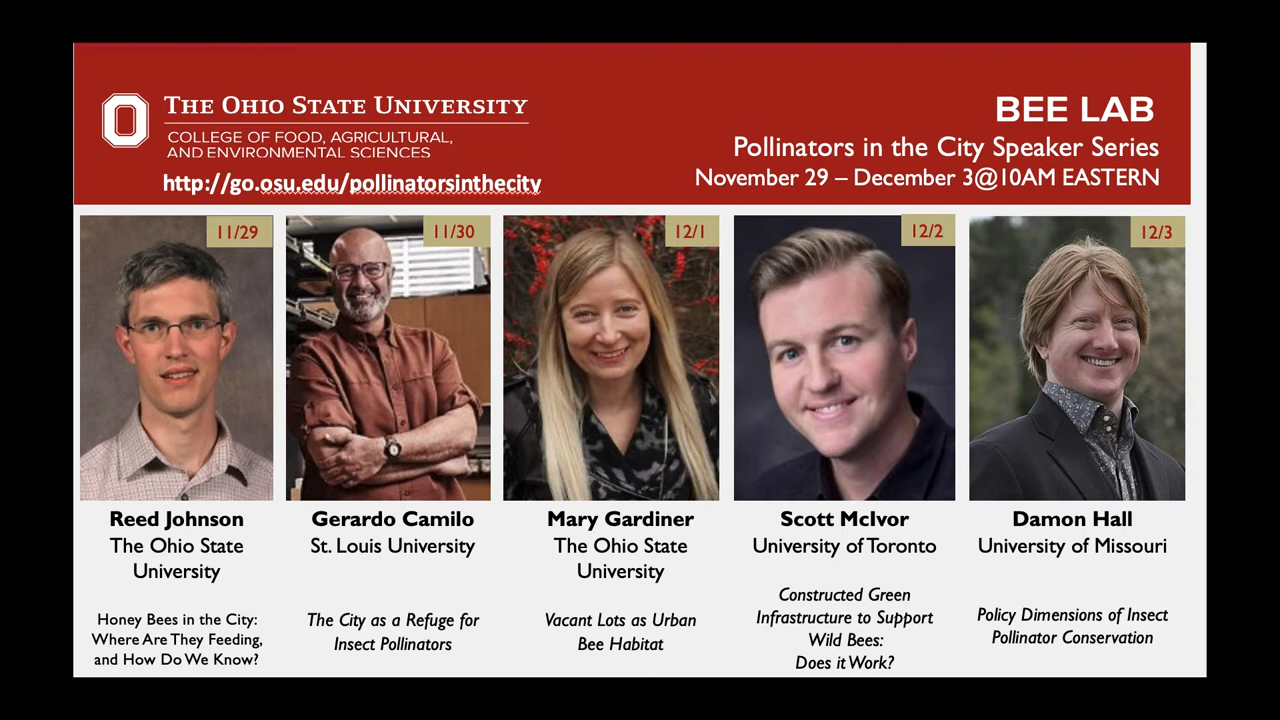 THE OHIO STATE UNIVERSITY
COLLEGE OF FOOD, AGRICULTURAL,
AND ENVIRONMENTAL SCIENCES
http://go.osu.edu/pollinatorsinthecity
BEE LAB
Pollinators in the City Speaker Series
November 29 – December 3@10AM EASTERN
11/29
11/30
12/1
12/2
12/3
Reed Johnson
The Ohio State
University
Honey Bees in the City:
Where Are They Feeding,
and How Do We Know?
Gerardo Camilo
St. Louis University
The City as a Refuge for
Insect Pollinators
Mary Gardiner
The Ohio State
University
Vacant Lots as Urban
Bee Habitat
Scott McIvor
University of Toronto
Constructed Green
Infrastructure to Support
Wild Bees:
Does it Work?
Damon Hall
University of Missouri
Policy Dimensions of Insect
Pollinator Conservation